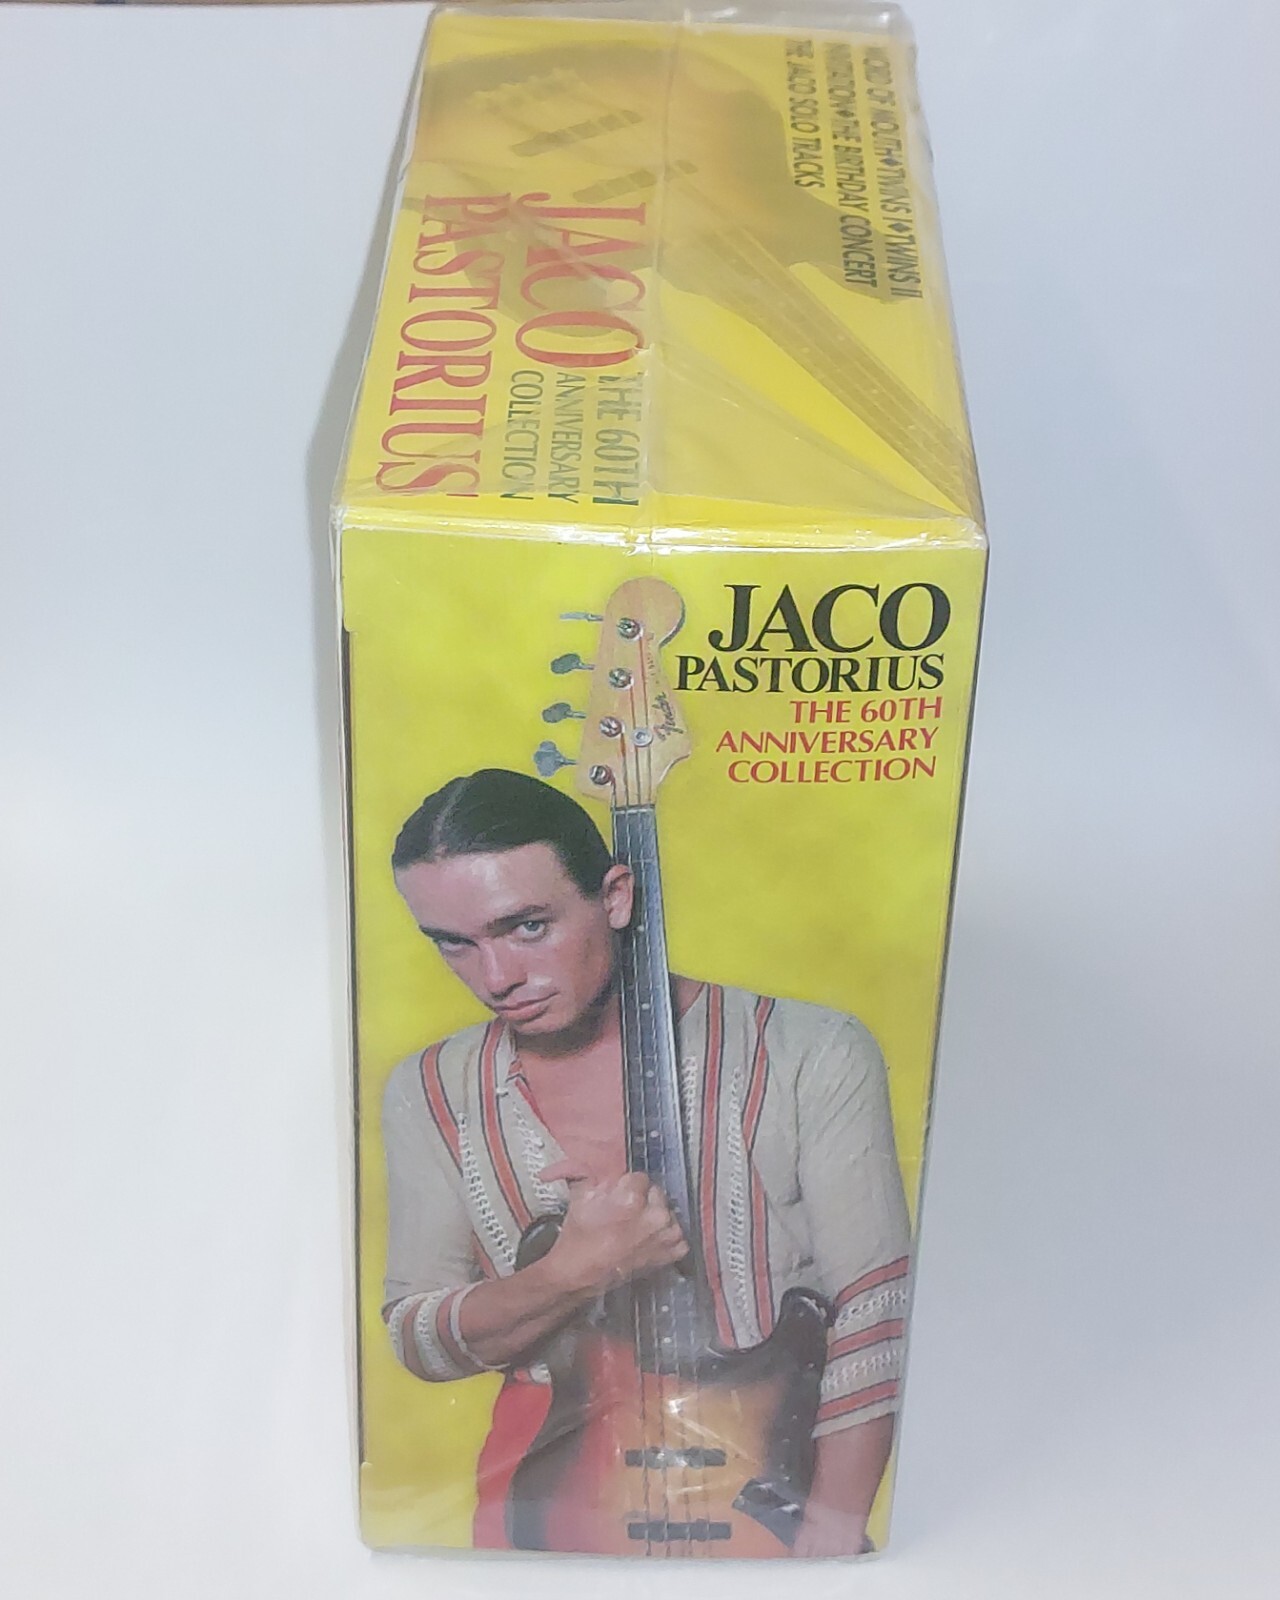 WORD OF MOUTH◆TWINS I◆TWINS II
INVITATION◆THE BIRTHDAY CONCERT
THE JACO SOLO TRACKS
JACO
PASTORIUS
THE 60TH
ANNIVERSARY
COLLECTION
JACO
PASTORIUS
THE 60TH
ANNIVERSARY
COLLECTION
Fender